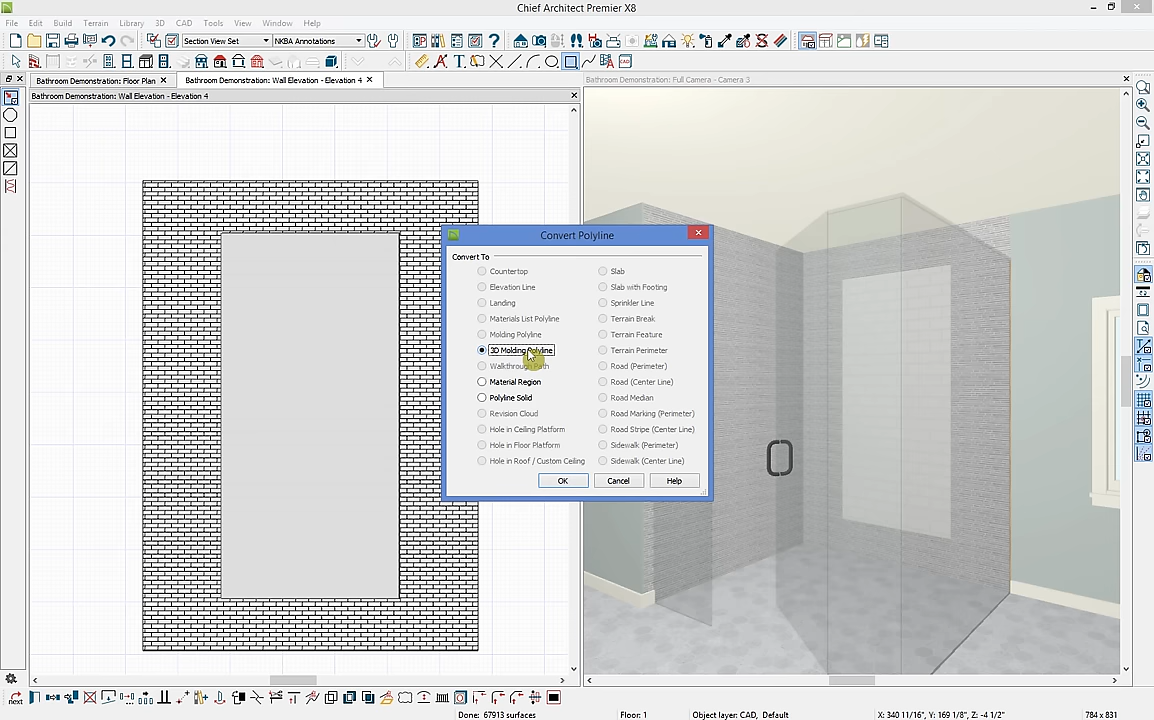 Chief Architect Premier X8
File Edit Build Terrain Library 3D CAD Tools View Window Help
Section View Set NKBA Annotations
Bathroom Demonstration: Floor Plan Bathroom Demonstration: Wall Elevation - Elevation 4
Bathroom Demonstration: Full Camera - Camera 3
Bathroom Demonstration: Wall Elevation - Elevation 4
Convert Polyline
Convert To
Countertop Slab
Elevation Line Slab with Footing
Landing Sprinkler Line
Materials List Polyline Terrain Break
Molding Polyline Terrain Feature
3D Molding Polyline Terrain Perimeter
Walkthrough Path Road (Perimeter)
Material Region Road (Center Line)
Polyline Solid Road Median
Revision Cloud Road Marking (Perimeter)
Hole in Ceiling Platform Road Stripe (Center Line)
Hole in Floor Platform Sidewalk (Perimeter)
Hole in Roof / Custom Ceiling Sidewalk (Center Line)
OK Cancel Help
next
Done: 67913 surfaces Floor: 1 Object layer: CAD, Default X: 340 11/16", Y: 169 1/8", Z: -4 1/2" 784 x 831